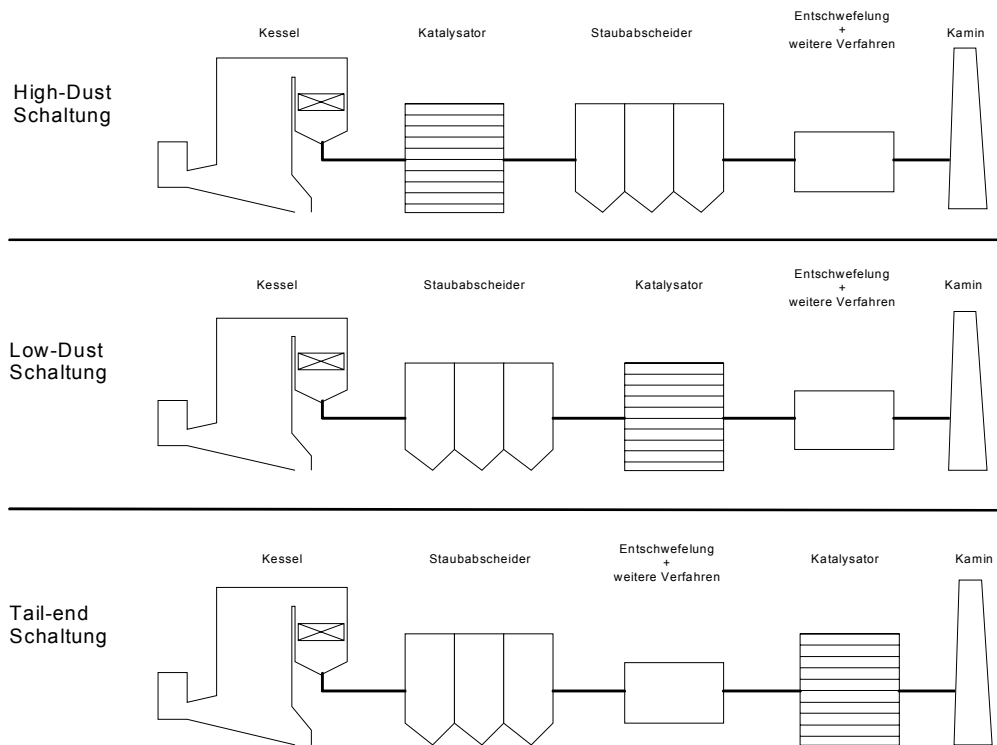 Kessel
Katalysator
Staubabscheider
Entschwefelung
+
weitere Verfahren
Kamin
High-Dust
Schaltung
Kessel
Staubabscheider
Katalysator
Entschwefelung
+
weitere Verfahren
Kamin
Low-Dust
Schaltung
Kessel
Staubabscheider
Entschwefelung
+
weitere Verfahren
Katalysator
Kamin
Tail-end
Schaltung